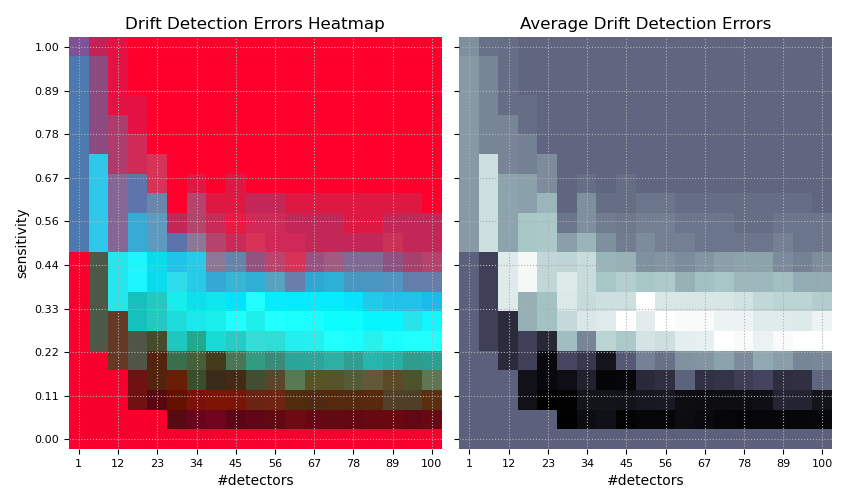 Drift Detection Errors Heatmap
Average Drift Detection Errors
sensitivity
1.00
0.89
0.78
0.67
0.56
0.44
0.33
0.22
0.11
0.00
1 12 23 34 45 56 67 78 89 100
1 12 23 34 45 56 67 78 89 100
#detectors
#detectors